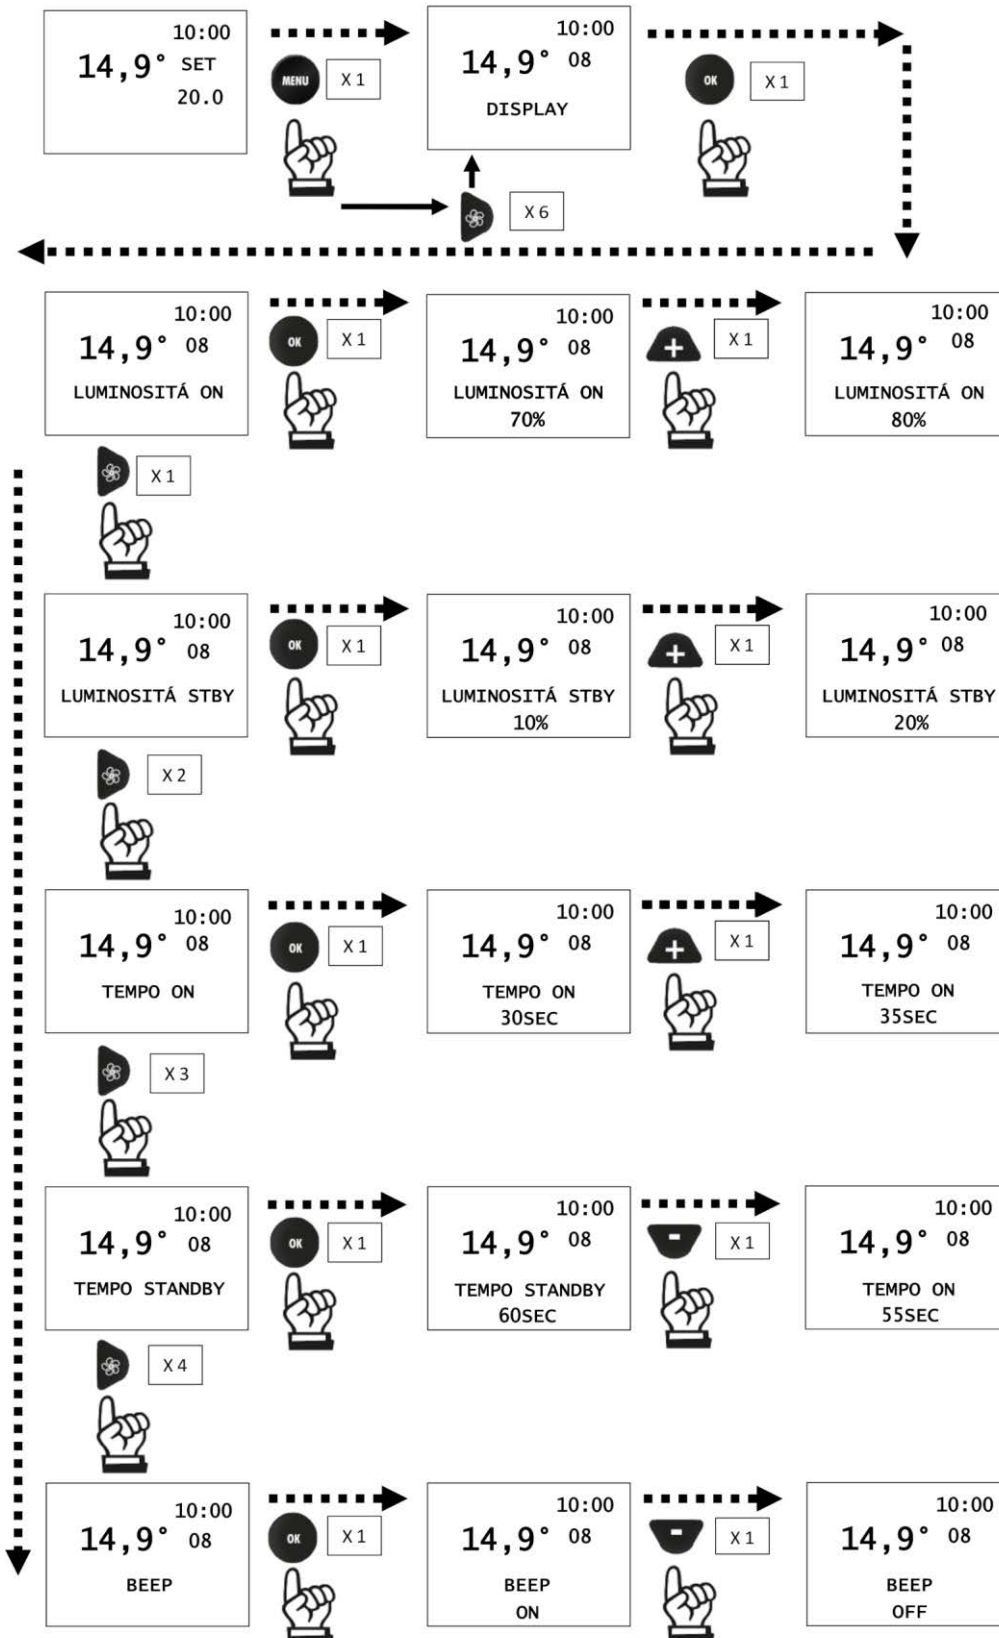 10:00
14,9° SET
20.0
MENU
X 1
10:00
14,9° 08
DISPLAY
OK
X 1
X 6
10:00
14,9° 08
LUMINOSITÁ ON
OK
X 1
10:00
14,9° 08
LUMINOSITÁ ON
70%
+
X 1
10:00
14,9° 08
LUMINOSITÁ ON
80%
X 1
10:00
14,9° 08
LUMINOSITÁ STBY
OK
X 1
10:00
14,9° 08
LUMINOSITÁ STBY
10%
+
X 1
10:00
14,9° 08
LUMINOSITÁ STBY
20%
X 2
10:00
14,9° 08
TEMPO ON
OK
X 1
10:00
14,9° 08
TEMPO ON
30SEC
+
X 1
10:00
14,9° 08
TEMPO ON
35SEC
X 3
10:00
14,9° 08
TEMPO STANDBY
OK
X 1
10:00
14,9° 08
TEMPO STANDBY
60SEC
-
X 1
10:00
14,9° 08
TEMPO ON
55SEC
X 4
10:00
14,9° 08
BEEP
OK
X 1
10:00
14,9° 08
BEEP
ON
-
X 1
10:00
14,9° 08
BEEP
OFF